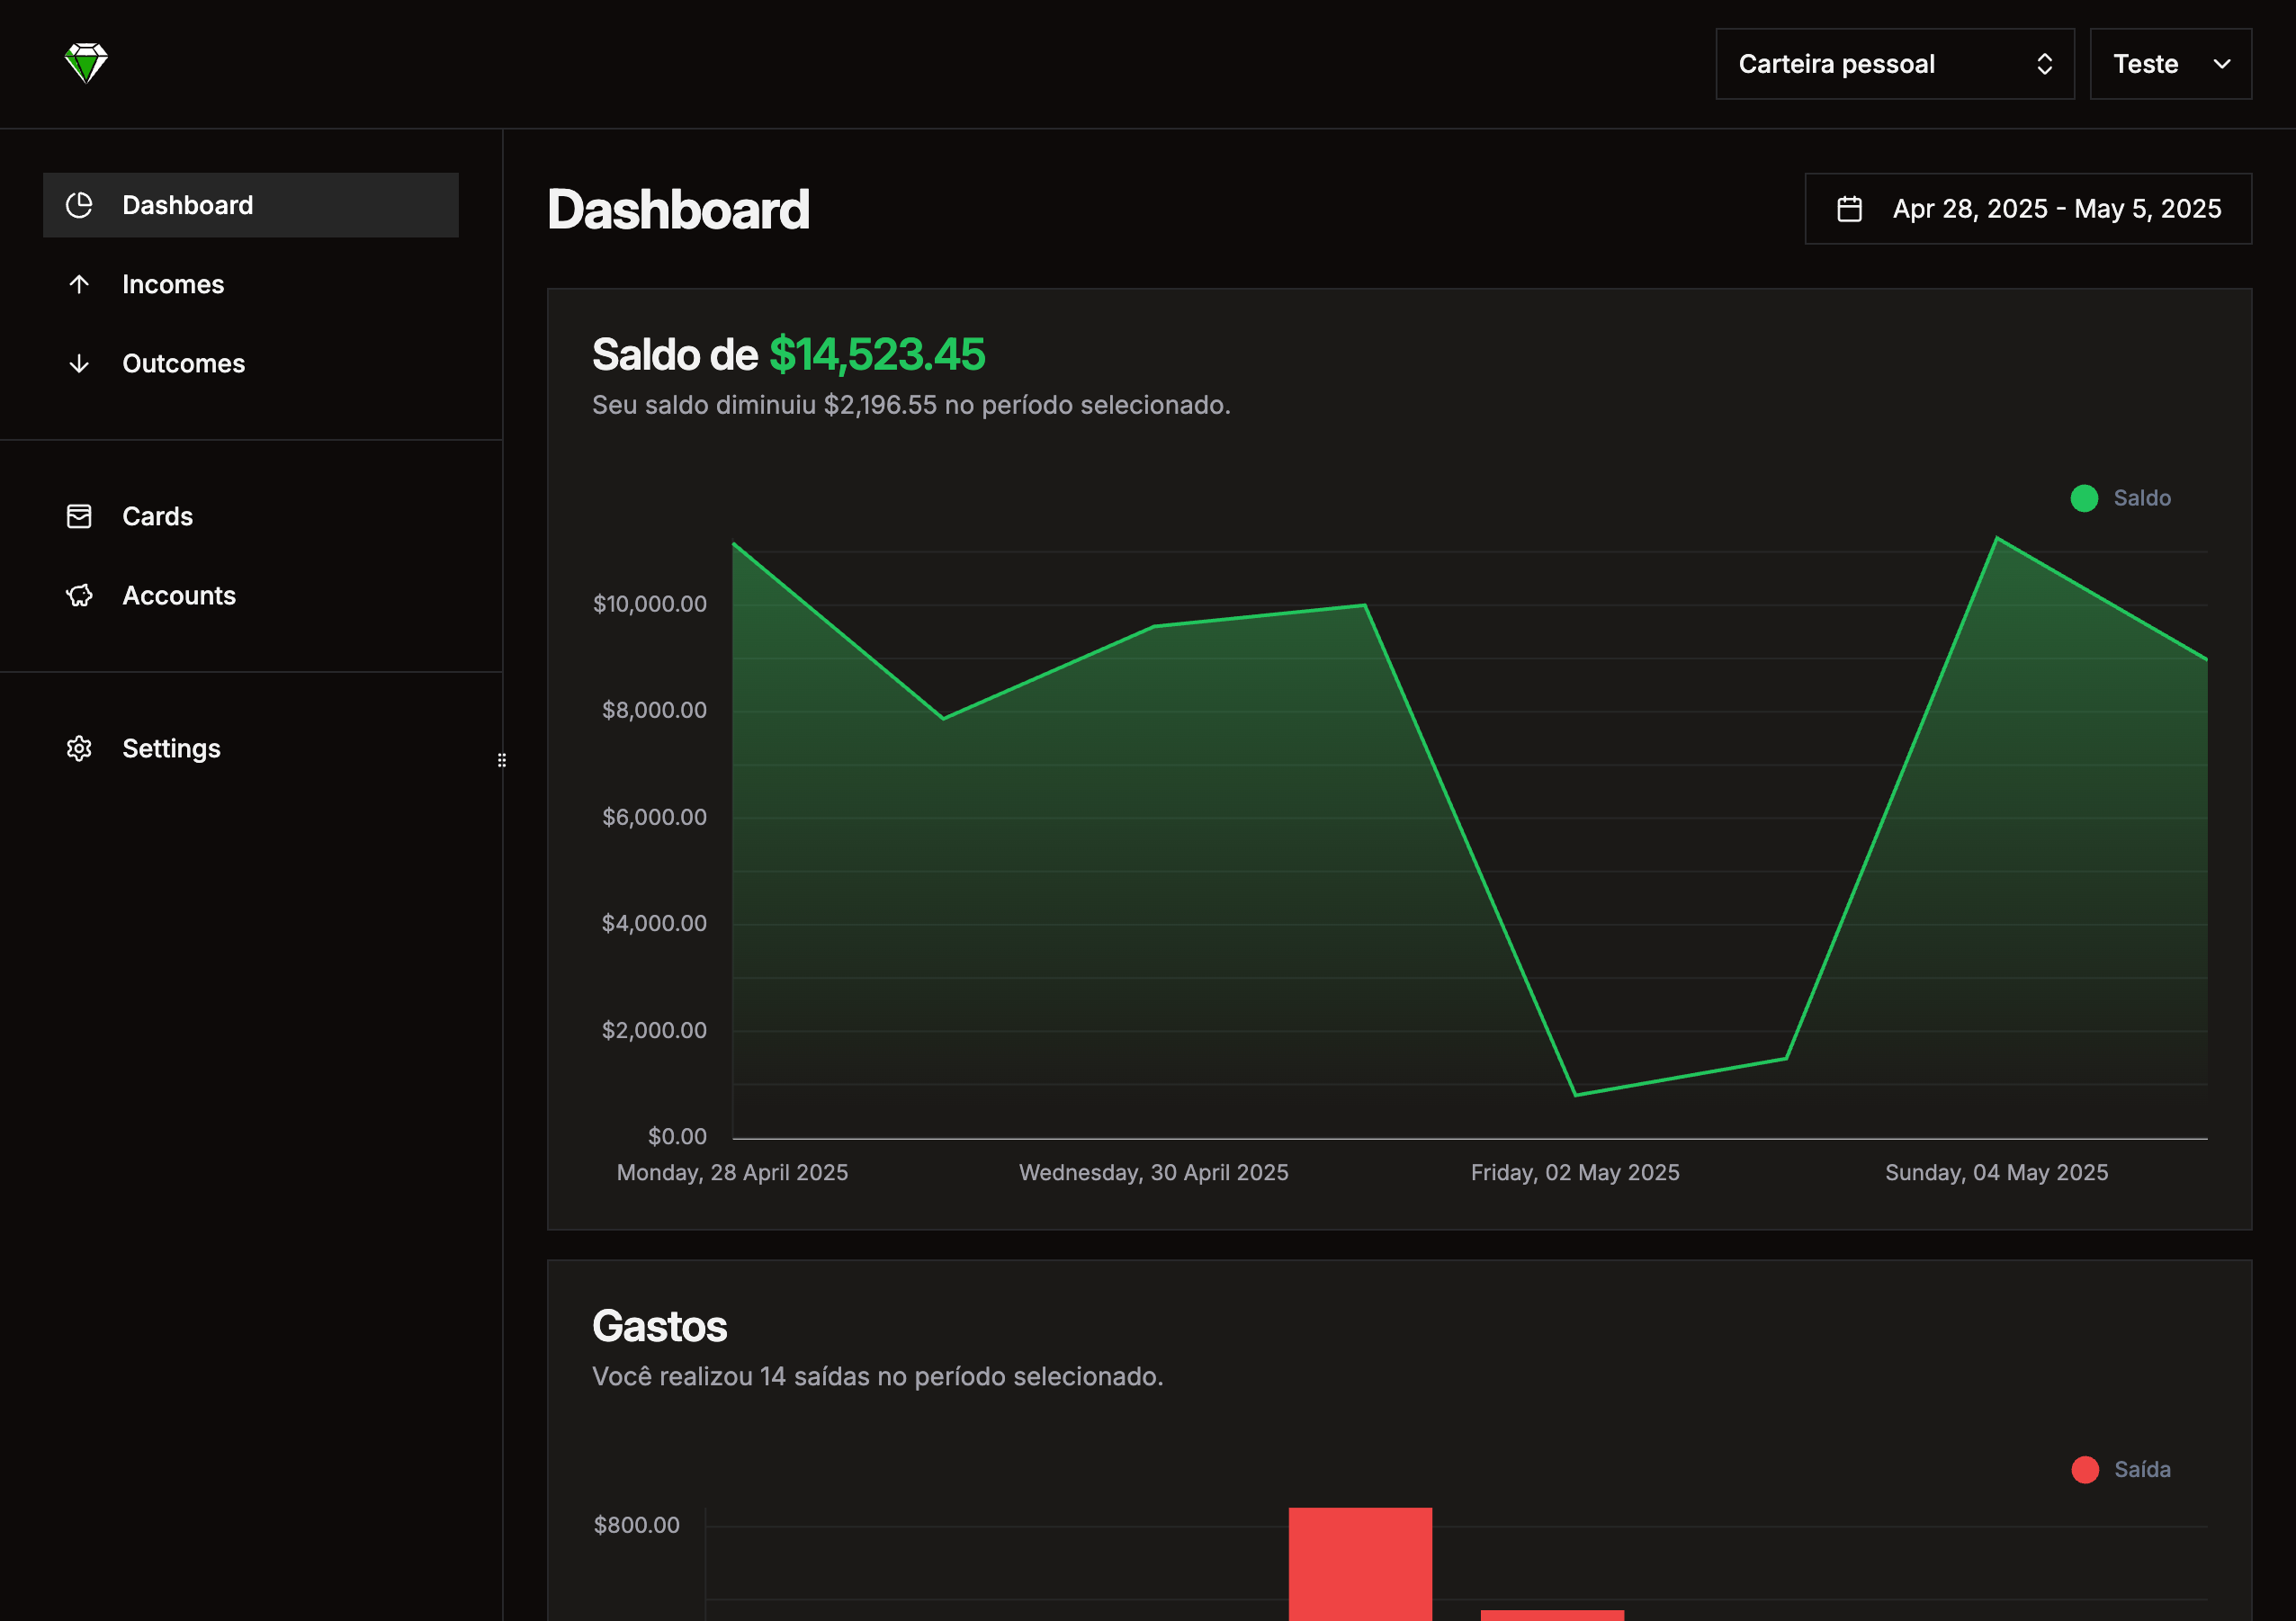 Carteira pessoal
Teste
Dashboard
Incomes
Outcomes
Cards
Accounts
Settings
Dashboard
Apr 28, 2025 - May 5, 2025
Saldo de $14,523.45
Seu saldo diminuiu $2,196.55 no período selecionado.
Saldo
$10,000.00
$8,000.00
$6,000.00
$4,000.00
$2,000.00
$0.00
Monday, 28 April 2025
Wednesday, 30 April 2025
Friday, 02 May 2025
Sunday, 04 May 2025
Gastos
Você realizou 14 saídas no período selecionado.
Saída
$800.00